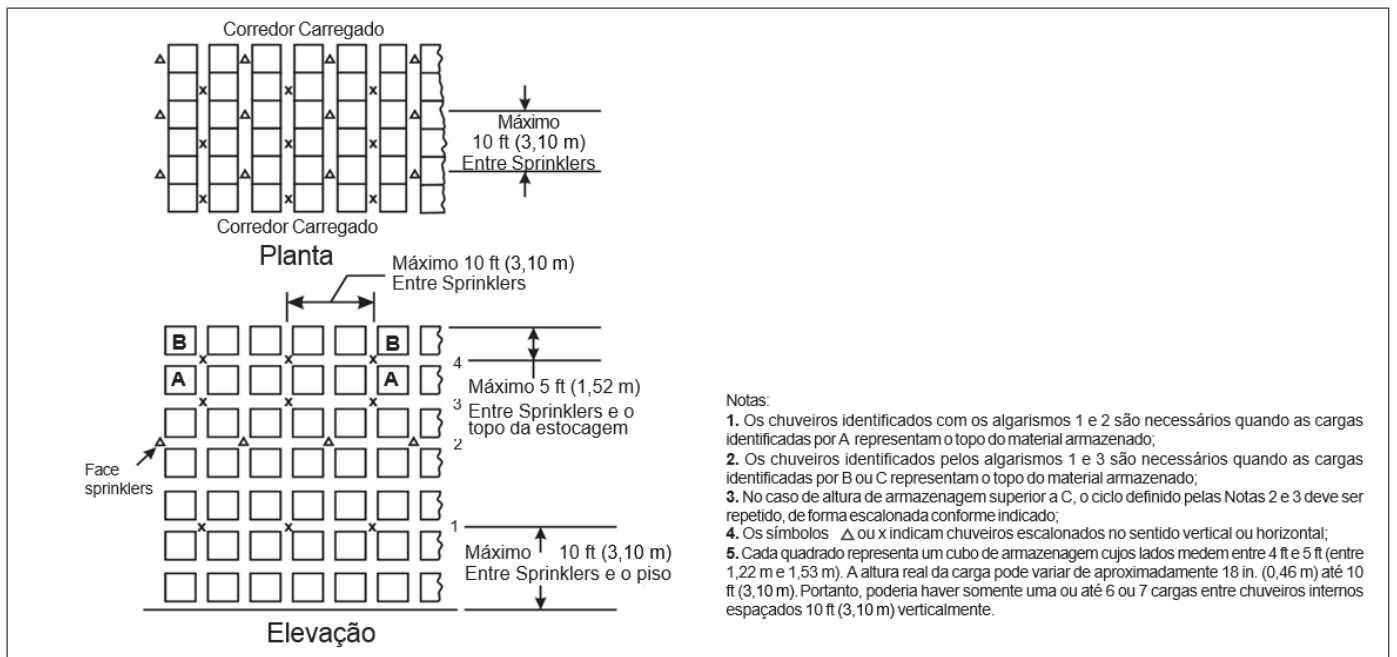 Corredor Carregado
Máximo
10 ft (3,10 m)
Entre Sprinklers
Corredor Carregado
Planta
Máximo 10 ft (3,10 m)
Entre Sprinklers
B
B
4
A
A
Máximo 5 ft (1,52 m)
3
Entre Sprinklers e o
topo da estocagem
2
Face
sprinklers
1
Máximo 10 ft (3,10 m)
Entre Sprinklers e o piso
Elevação
Notas:
1. Os chuveiros identificados com os algarismos 1 e 2 são necessários quando as cargas
identificadas por A representam o topo do material armazenado;
2. Os chuveiros identificados pelos algarismos 1 e 3 são necessários quando as cargas
identificadas por B ou C representam o topo do material armazenado;
3. No caso de altura de armazenagem superior a C, o ciclo definido pelas Notas 2 e 3 deve ser
repetido, de forma escalonada conforme indicado;
4. Os símbolos △ ou x indicam chuveiros escalonados no sentido vertical ou horizontal;
5. Cada quadrado representa um cubo de armazenagem cujos lados medem entre 4 ft e 5 ft (entre
1,22 m e 1,53 m). A altura real da carga pode variar de aproximadamente 18 in. (0,46 m) até 10
ft (3,10 m). Portanto, poderia haver somente uma ou até 6 ou 7 cargas entre chuveiros internos
espaçados 10 ft (3,10 m) verticalmente.